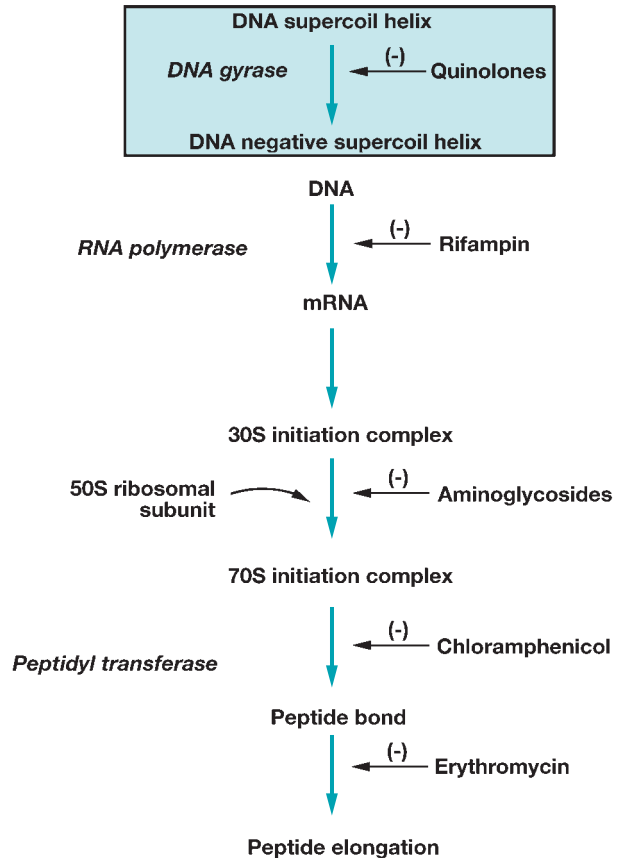 DNA supercoil helix
(-)
DNA gyrase
Quinolones
DNA negative supercoil helix
DNA
(-)
RNA polymerase
Rifampin
mRNA
30S initiation complex
(-)
50S ribosomal
subunit
Aminoglycosides
70S initiation complex
(-)
Chloramphenicol
Peptidyl transferase
Peptide bond
(-)
Erythromycin
Peptide elongation